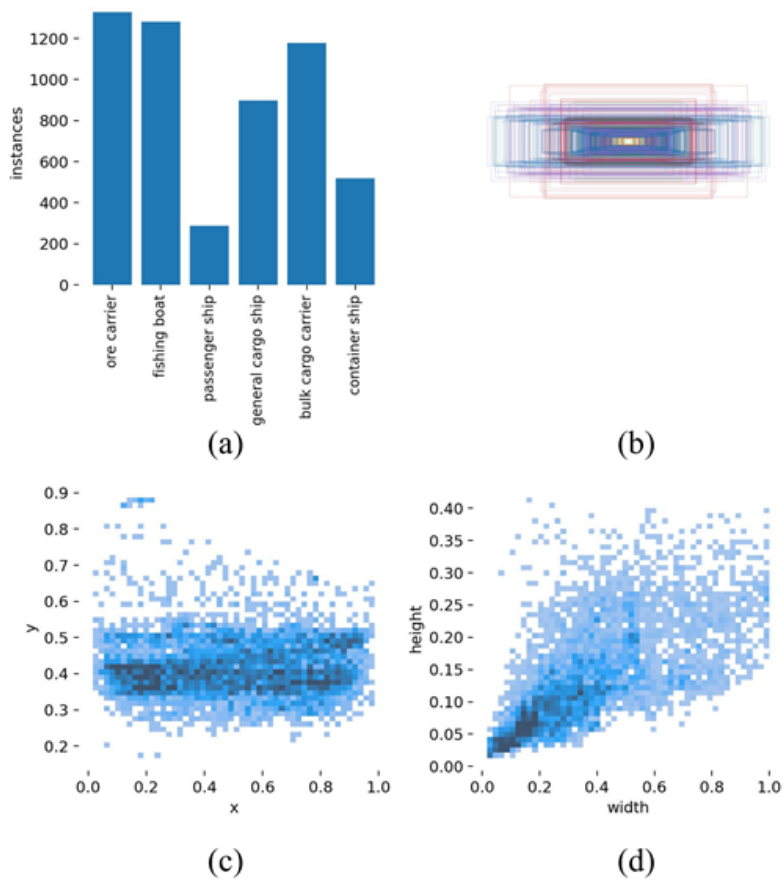 1200
1000
800
600
400
200
0
instances
ore carrier
fishing boat
passenger ship
general cargo ship
bulk cargo carrier
container ship
(a)
(b)
0.9
0.8
0.7
0.6
0.5
0.4
0.3
0.2
y
0.0 0.2 0.4 0.6 0.8 1.0
x
(c)
0.40
0.35
0.30
0.25
0.20
0.15
0.10
0.05
0.00
height
0.0 0.2 0.4 0.6 0.8 1.0
width
(d)